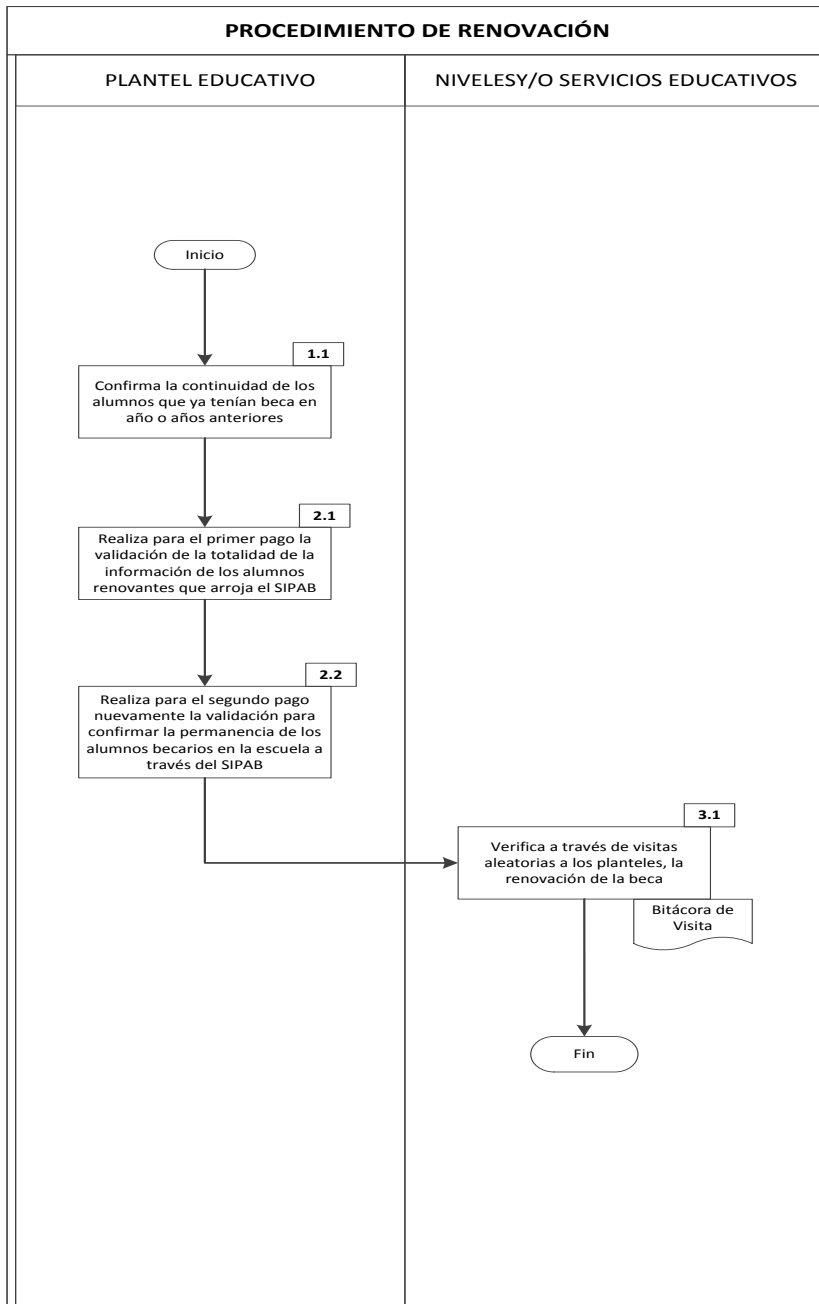 PROCEDIMIENTO DE RENOVACIÓN
PLANTEL EDUCATIVO
NIVELESY/O SERVICIOS EDUCATIVOS
Inicio
1.1
Confirma la continuidad de los
alumnos que ya tenían beca en
año o años anteriores
2.1
Realiza para el primer pago la
validación de la totalidad de la
información de los alumnos
renovantes que arroja el SIPAB
2.2
Realiza para el segundo pago
nuevamente la validación para
confirmar la permanencia de los
alumnos becarios en la escuela a
través del SIPAB
3.1
Verifica a través de visitas
aleatorias a los planteles, la
renovación de la beca
Bitácora de
Visita
Fin